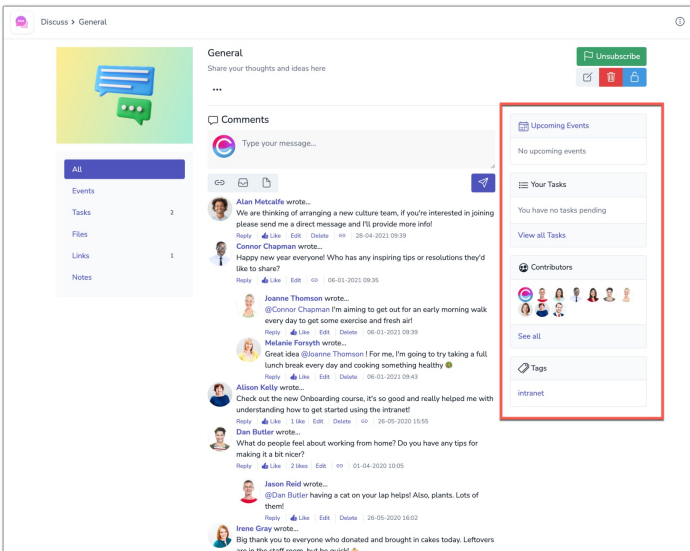 Discuss > General
General
Share your thoughts and ideas here
Unsubscribe
All
Events
Tasks 2
Files
Links 1
Notes
Comments
Type your message...
Alan Metcalfe wrote...
We are thinking of arranging a new culture team, if you're interested in joining
please send me a direct message and I'll provide more info!
Reply Like Edit Delete 28-04-2021 09:39
Connor Chapman wrote...
Happy new year everyone! Who has any inspiring tips or resolutions they'd
like to share?
Reply Like Edit 06-01-2021 09:35
Joanne Thomson wrote...
@Connor Chapman I'm aiming to get out for an early morning walk
every day to get some exercise and fresh air!
Reply Like Edit Delete 06-01-2021 09:39
Melanie Forsyth wrote...
Great idea @Joanne Thomson ! For me, I'm going to try taking a full
lunch break every day and cooking something healthy
Reply Like Edit Delete 06-01-2021 09:43
Alison Kelly wrote...
Check out the new Onboarding course, it's so good and really helped me with
understanding how to get started using the intranet!
Reply Like 1 like Edit Delete 26-05-2020 15:55
Dan Butler wrote...
What do people feel about working from home? Do you have any tips for
making it a bit nicer?
Reply Like 2 likes Edit 01-04-2020 10:05
Jason Reid wrote...
@Dan Butler having a cat on your lap helps! Also, plants. Lots of
them!
Reply Like Edit Delete 26-05-2020 16:02
Irene Gray wrote...
Big thank you to everyone who donated and brought in cakes today. Leftovers
are in the staff room, but be quick!
Upcoming Events
No upcoming events
Your Tasks
You have no tasks pending
View all Tasks
Contributors
See all
Tags
intranet